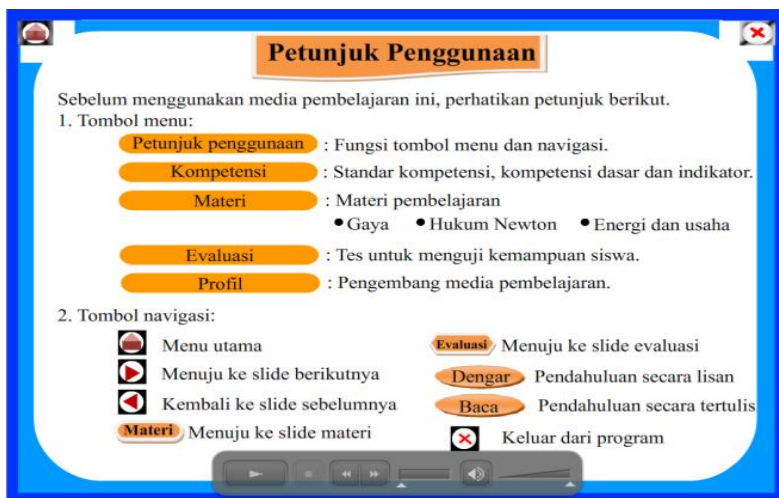 Petunjuk Penggunaan
Sebelum menggunakan media pembelajaran ini, perhatikan petunjuk berikut.
1. Tombol menu:
Petunjuk penggunaan : Fungsi tombol menu dan navigasi.
Kompetensi : Standar kompetensi, kompetensi dasar dan indikator.
Materi : Materi pembelajaran
• Gaya • Hukum Newton • Energi dan usaha
Evaluasi : Tes untuk menguji kemampuan siswa.
Profil : Pengembang media pembelajaran.
2. Tombol navigasi:
Menu utama
Menuju ke slide berikutnya
Kembali ke slide sebelumnya
Materi Menuju ke slide materi
Evaluasi Menuju ke slide evaluasi
Dengar Pendahuluan secara lisan
Baca Pendahuluan secara tertulis
Keluar dari program